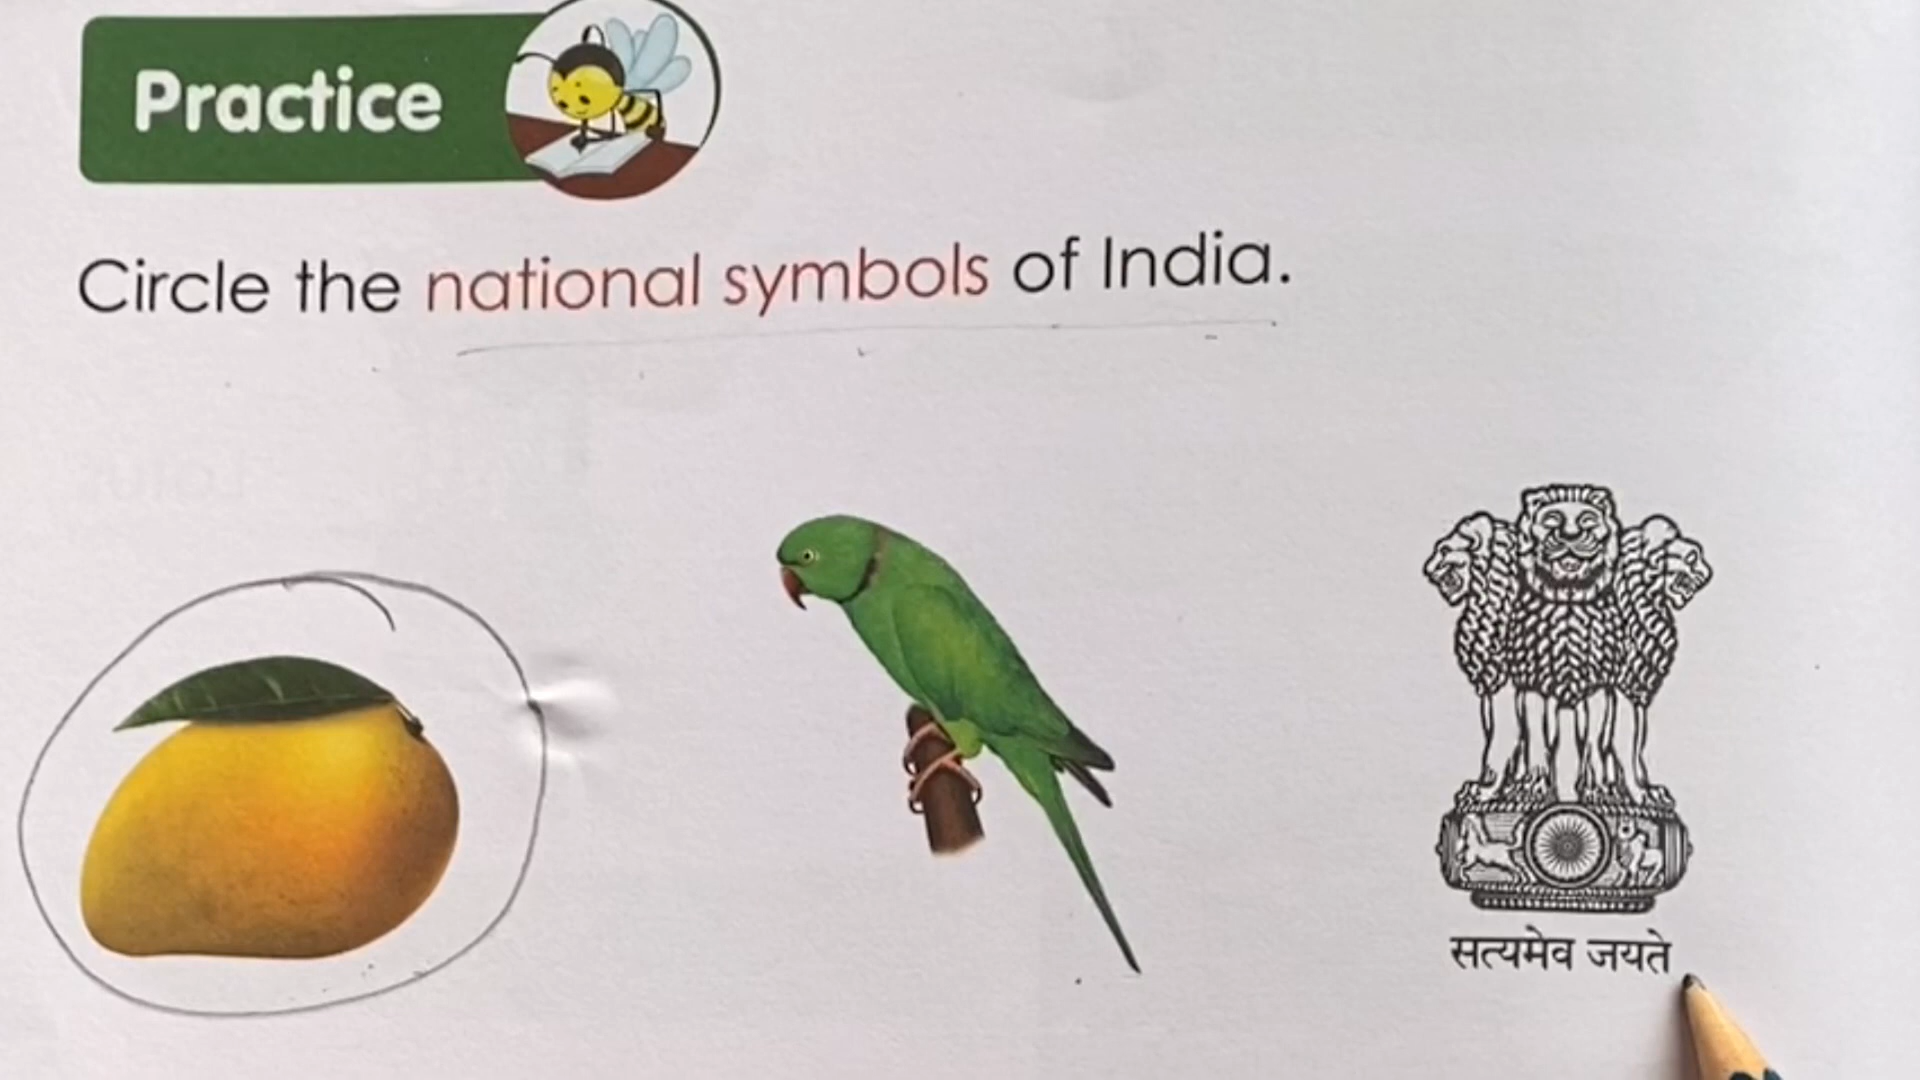 Practice
Circle the national symbols of India.
सत्यमेव जयते